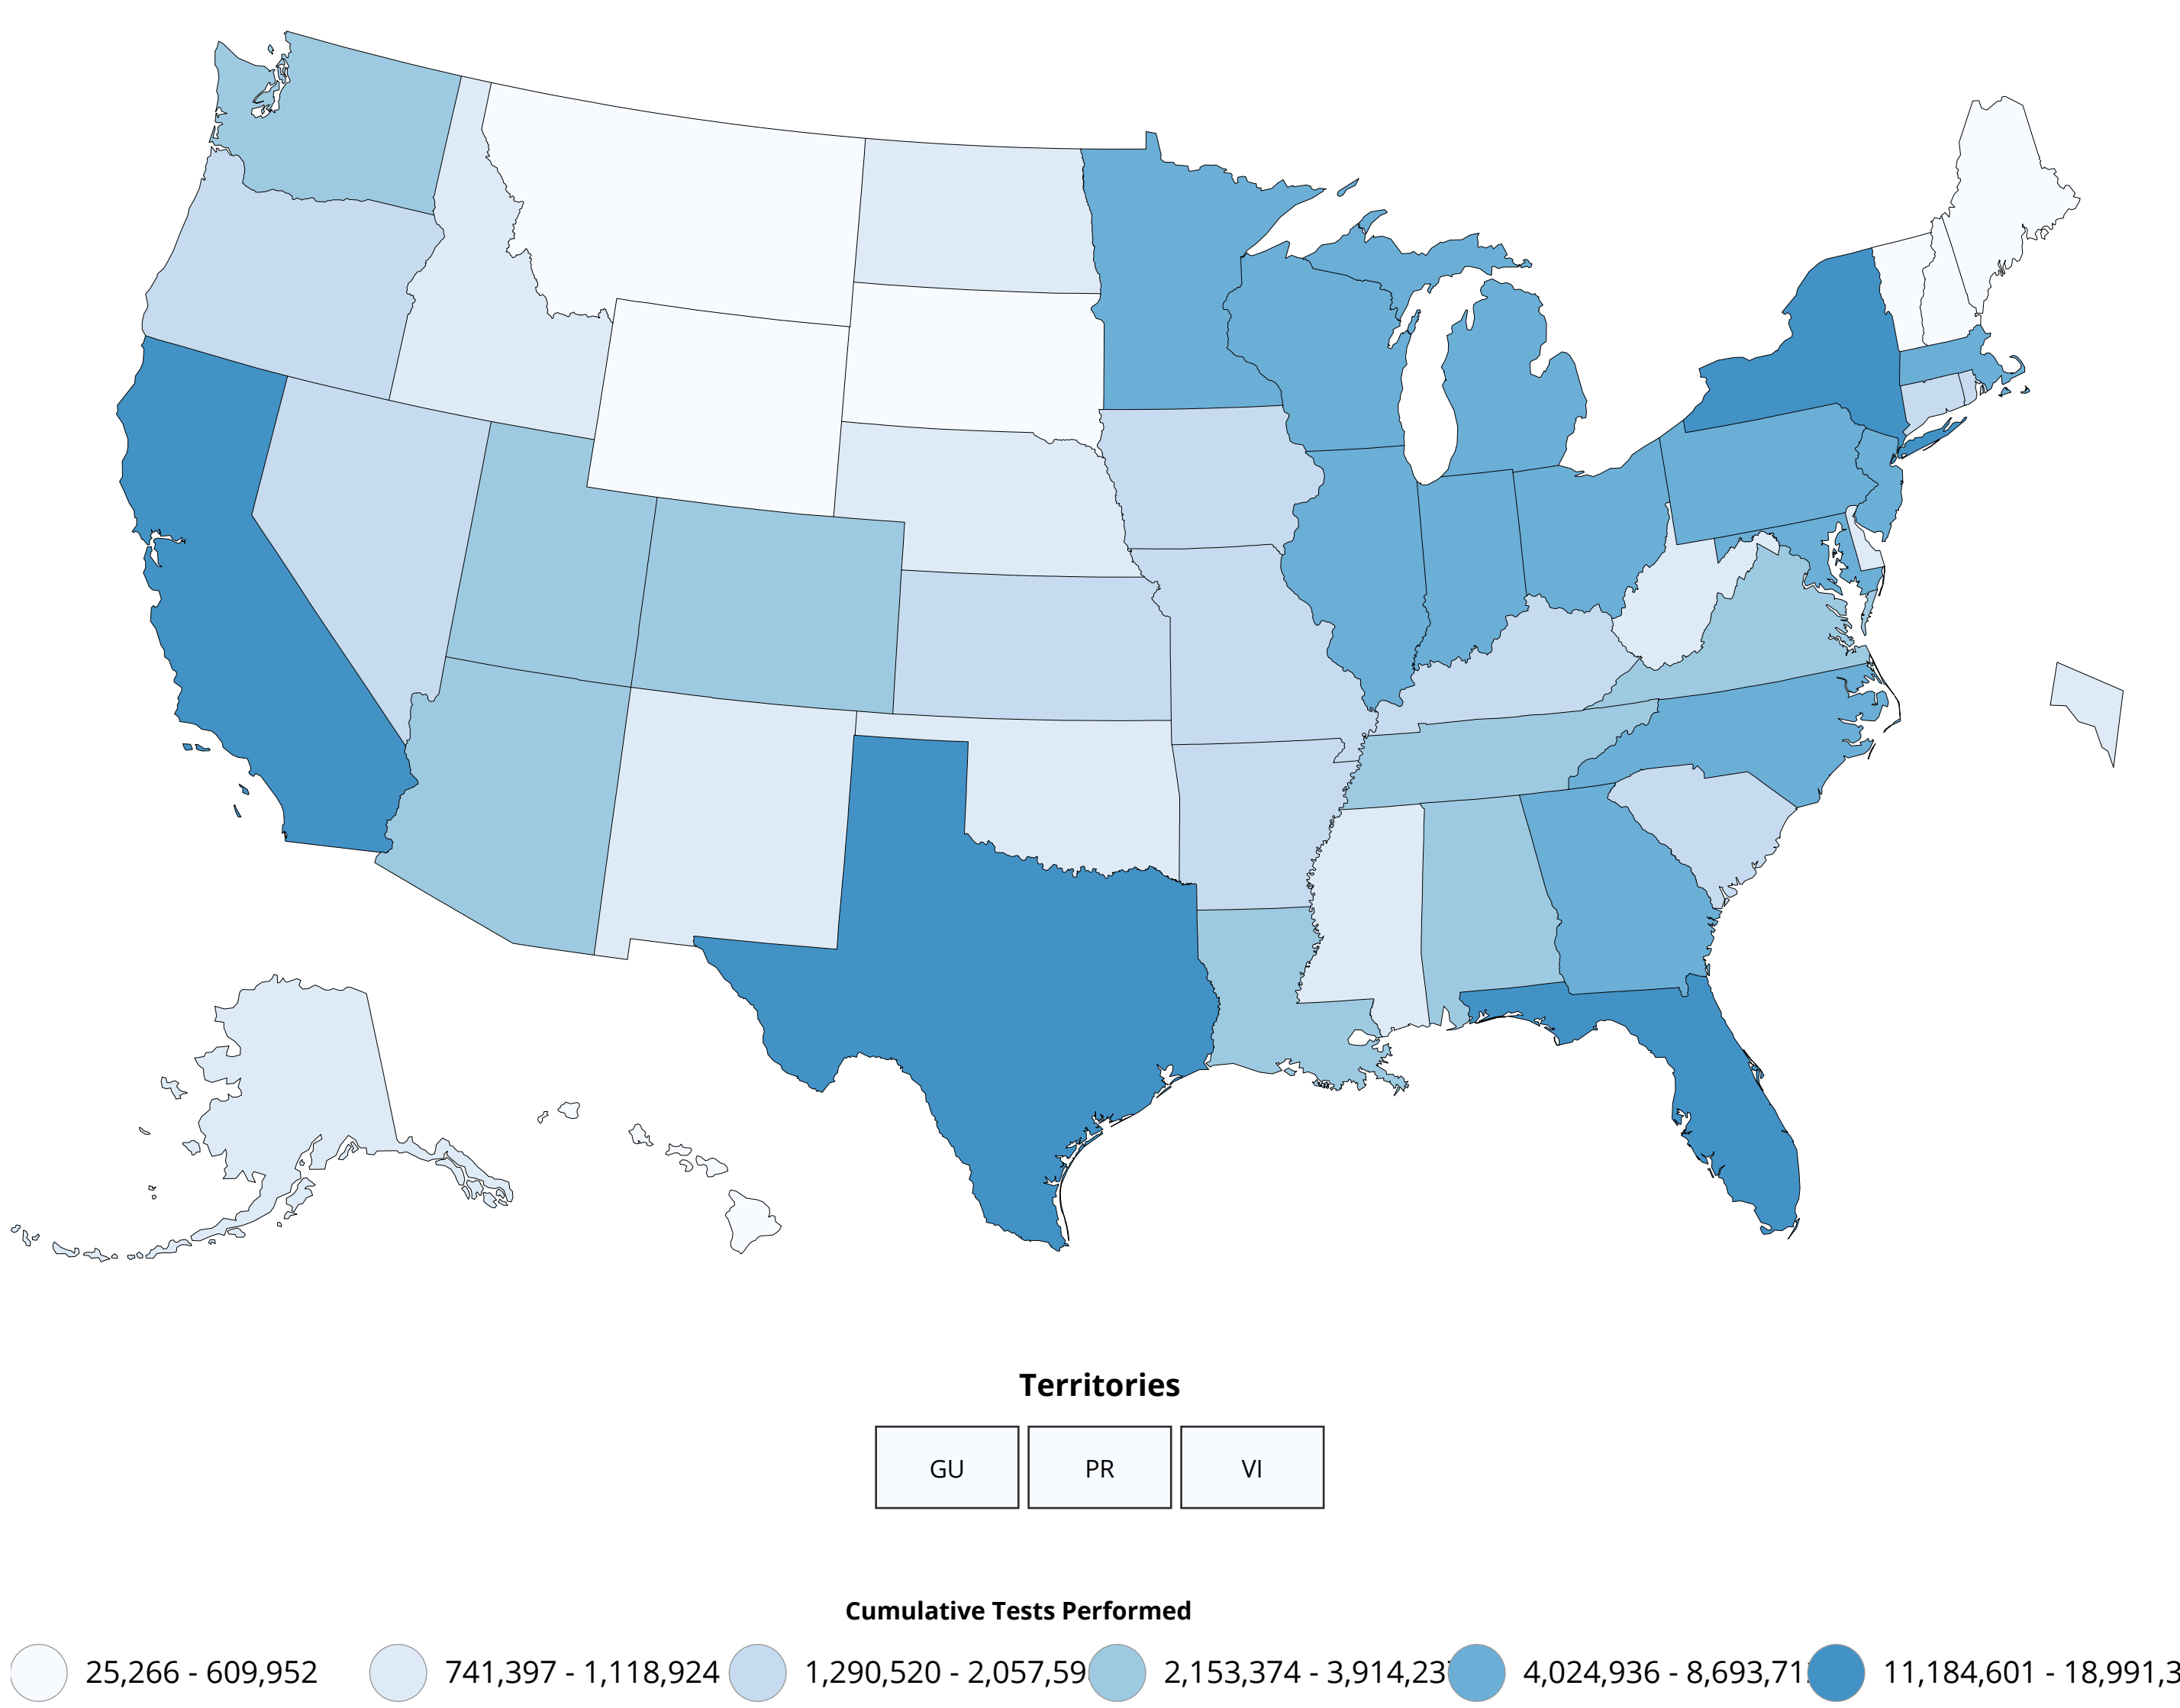 Territories
GU PR VI
Cumulative Tests Performed
25,266 - 609,952 741,397 - 1,118,924 1,290,520 - 2,057,59 2,153,374 - 3,914,23 4,024,936 - 8,693,71 11,184,601 - 18,991,3